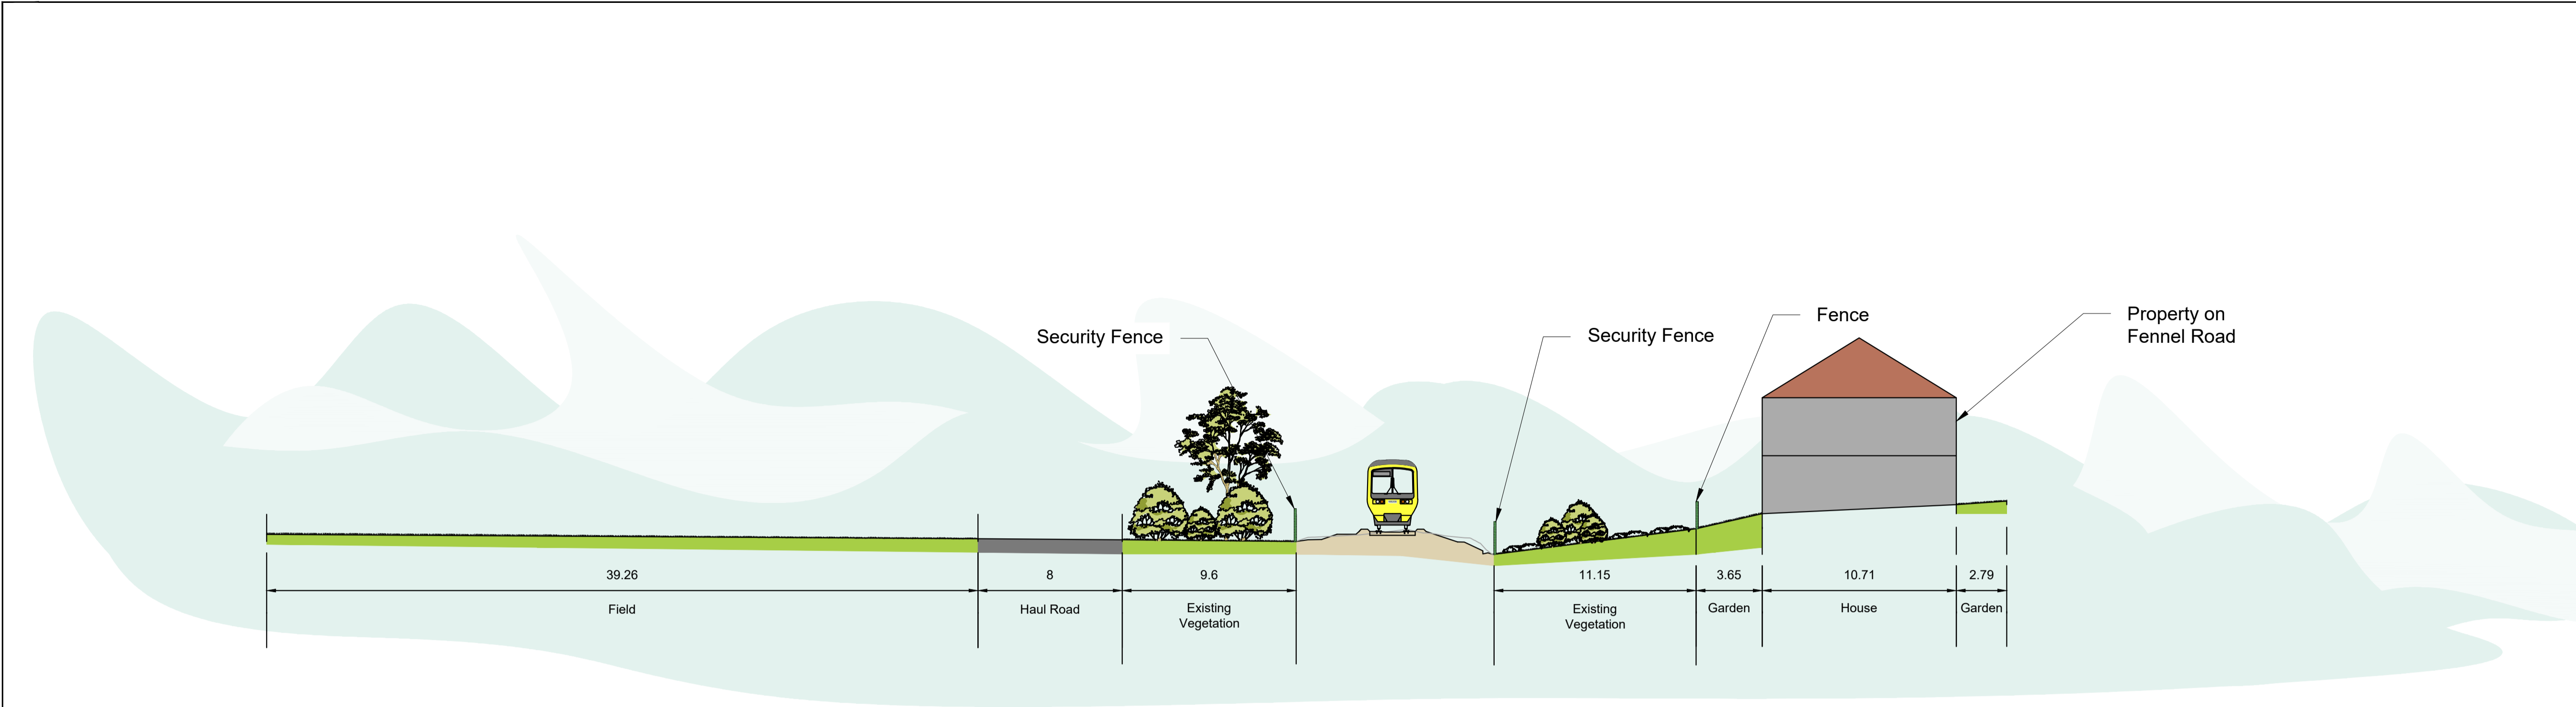 Security Fence
Security Fence
Fence
Property on
Fennel Road
39.26
8
9.6
11.15
3.65
10.71
2.79
Field
Haul Road
Existing
Vegetation
Existing
Vegetation
Garden
House
Garden